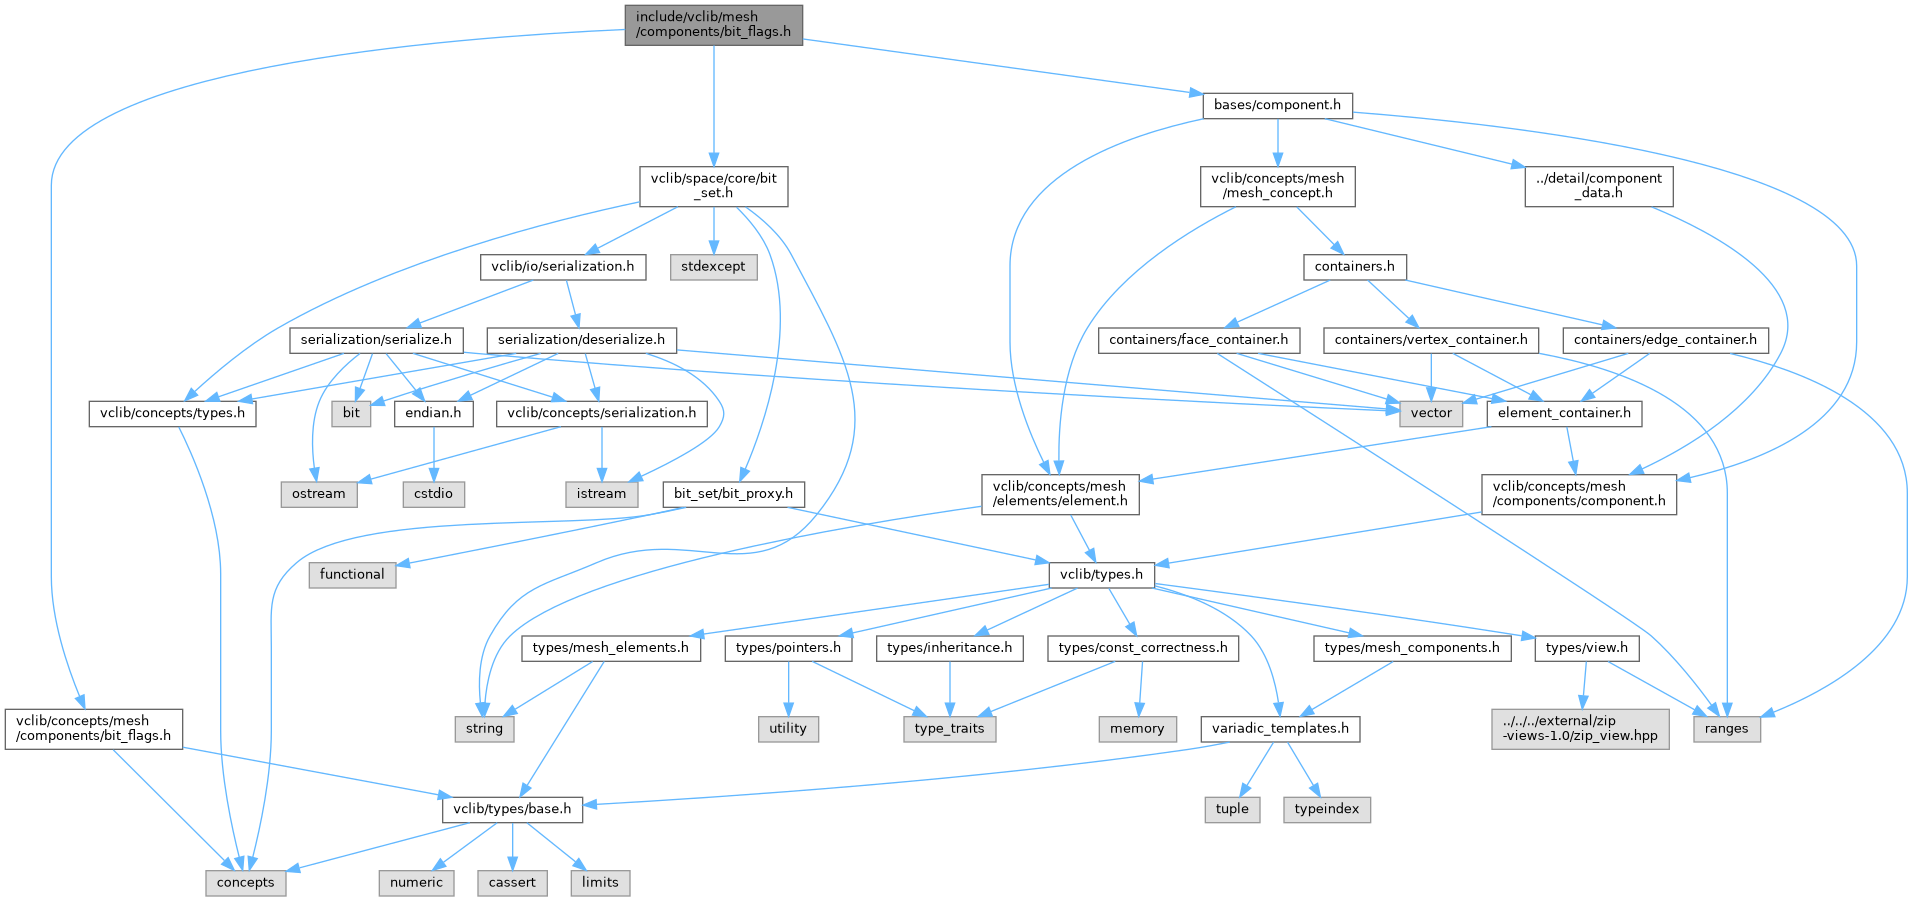 include/vclib/mesh
/components/bit_flags.h
bases/component.h
vclib/space/core/bit
_set.h
vclib/concepts/mesh
/mesh_concept.h
../detail/component
_data.h
vclib/io/serialization.h
stdexcept
containers.h
serialization/serialize.h
serialization/deserialize.h
containers/face_container.h
containers/vertex_container.h
containers/edge_container.h
vclib/concepts/types.h
bit
endian.h
vclib/concepts/serialization.h
vector
element_container.h
ostream
cstdio
istream
bit_set/bit_proxy.h
vclib/concepts/mesh
/elements/element.h
vclib/concepts/mesh
/components/component.h
functional
vclib/types.h
types/mesh_elements.h
types/pointers.h
types/inheritance.h
types/const_correctness.h
types/mesh_components.h
types/view.h
vclib/concepts/mesh
/components/bit_flags.h
string
utility
type_traits
memory
variadic_templates.h
../../../external/zip
-views-1.0/zip_view.hpp
ranges
vclib/types/base.h
tuple
typeindex
concepts
numeric
cassert
limits